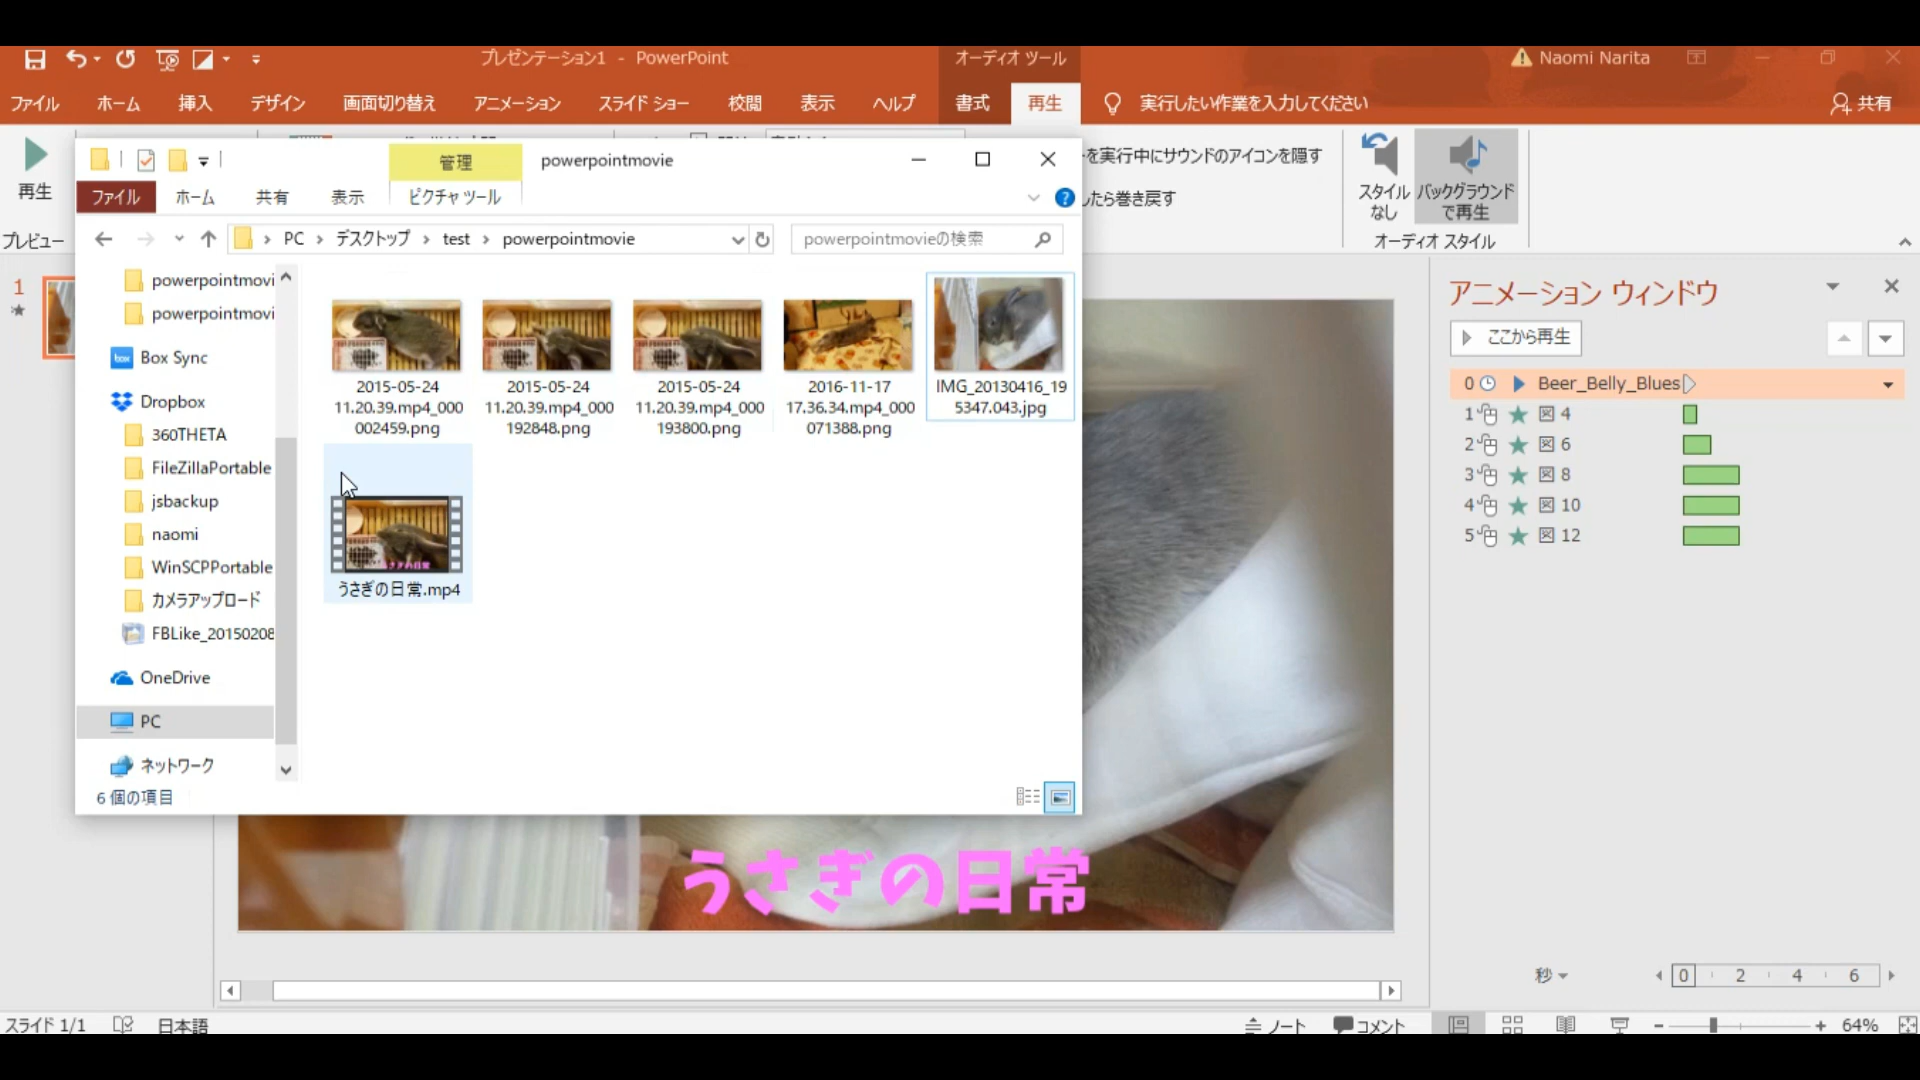 プレゼンテーション1 - PowerPoint
オーディオ ツール
Naomi Narita
ファイル ホーム 挿入 デザイン 画面切り替え アニメーション スライド ショー 校閲 表示 ヘルプ 書式 再生 実行したい作業を入力してください 共有
再生
プレビュー
を実行中にサウンドのアイコンを隠す
したら巻き戻す
スタイル
なし
バックグラウンド
で再生
オーディオ スタイル
管理 powerpointmovie
ファイル ホーム 共有 表示 ピクチャ ツール
PC › デスクトップ › test › powerpointmovie
powerpointmovieの検索
powerpointmovi
powerpointmovi
Box Sync
Dropbox
360THETA
FileZillaPortable
jsbackup
naomi
WinSCPPortable
カメラアップロード
FBLike_20150208
OneDrive
PC
ネットワーク
6 個の項目
2015-05-24
11.20.39.mp4_000
002459.png
2015-05-24
11.20.39.mp4_000
192848.png
2015-05-24
11.20.39.mp4_000
193800.png
2016-11-17
17.36.34.mp4_000
071388.png
IMG_20130416_19
5347.043.jpg
うさぎの日常.mp4
1
うさぎの日常
アニメーション ウィンドウ
ここから再生
0 Beer_Belly_Blues
1 図 4
2 図 6
3 図 8
4 図 10
5 図 12
秒 0 2 4 6
スライド 1/1 日本語 ノート コメント 64%